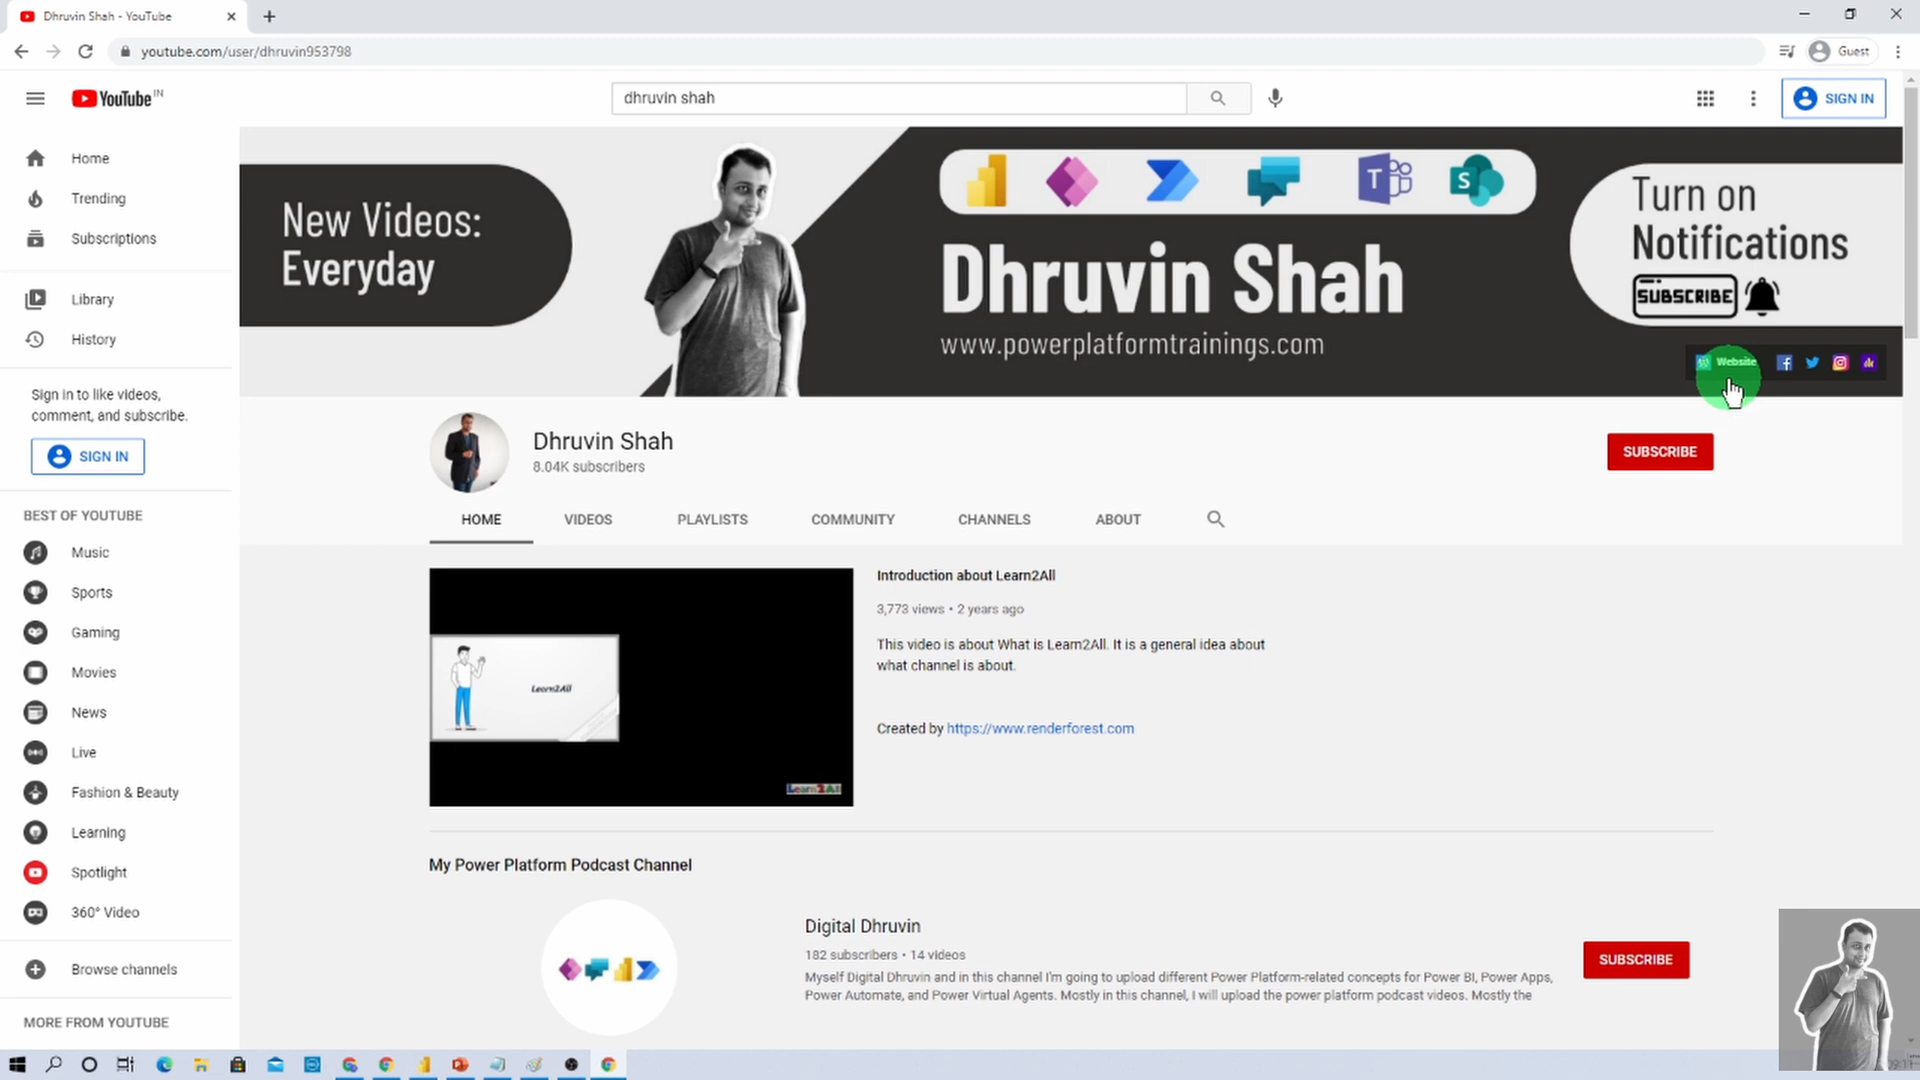 Dhruvin Shah - YouTube
youtube.com/user/dhruvin953798
Guest
YouTube IN
dhruvin shah
SIGN IN
Home
Trending
Subscriptions
Library
History
Sign in to like videos,
comment, and subscribe.
SIGN IN
BEST OF YOUTUBE
Music
Sports
Gaming
Movies
News
Live
Fashion & Beauty
Learning
Spotlight
360° Video
Browse channels
MORE FROM YOUTUBE
New Videos:
Everyday
Dhruvin Shah
www.powerplatformtrainings.com
Turn on
Notifications
SUBSCRIBE
Website
Dhruvin Shah
8.04K subscribers
SUBSCRIBE
HOME VIDEOS PLAYLISTS COMMUNITY CHANNELS ABOUT
Learn2All
Learn2All
Introduction about Learn2All
3,773 views • 2 years ago
This video is about What is Learn2All. It is a general idea about
what channel is about.
Created by https://www.renderforest.com
My Power Platform Podcast Channel
Digital Dhruvin
182 subscribers • 14 videos
Myself Digital Dhruvin and in this channel I'm going to upload different Power Platform-related concepts for Power BI, Power Apps,
Power Automate, and Power Virtual Agents. Mostly in this channel, I will upload the power platform podcast videos. Mostly the
SUBSCRIBE